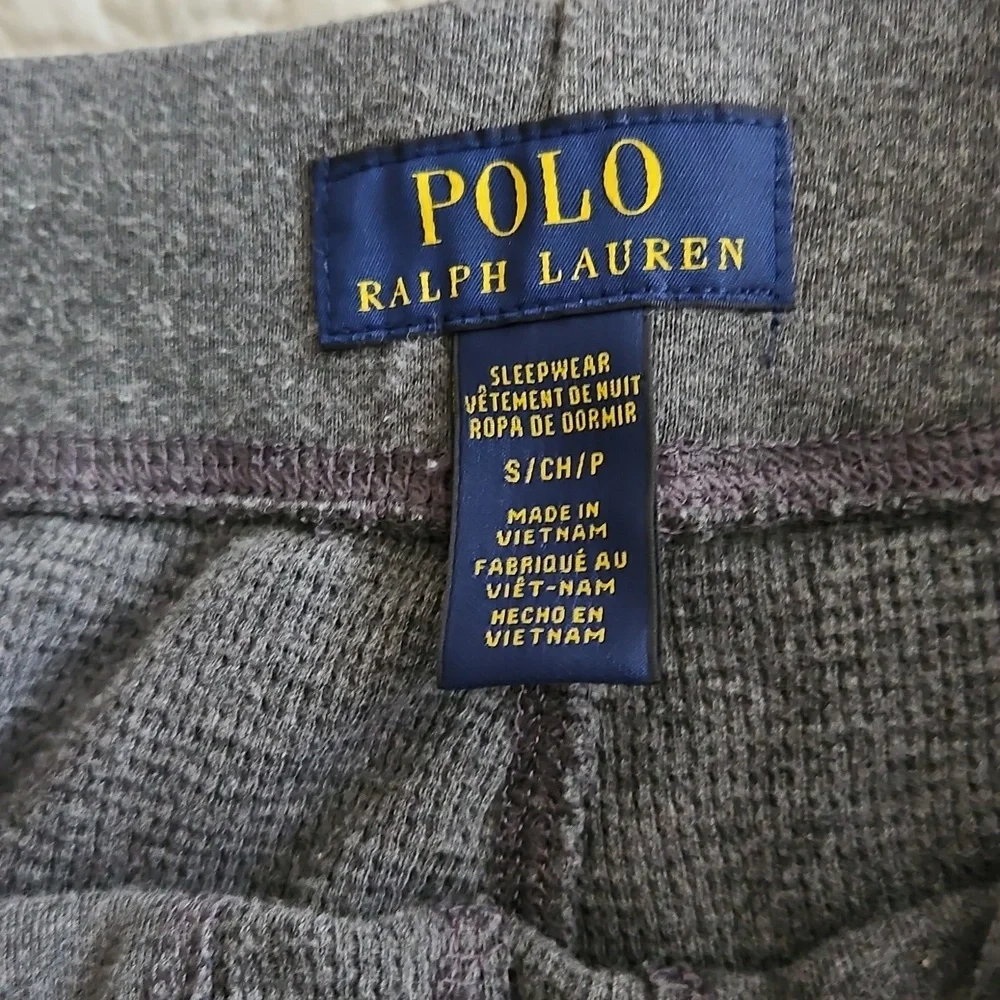 POLO
RALPH LAUREN
SLEEPWEAR
VÊTEMENT DE NUIT
ROPA DE DORMIR
S/CH/P
MADE IN
VIETNAM
FABRIQUÉ AU
VIÊT-NAM
HECHO EN
VIETNAM